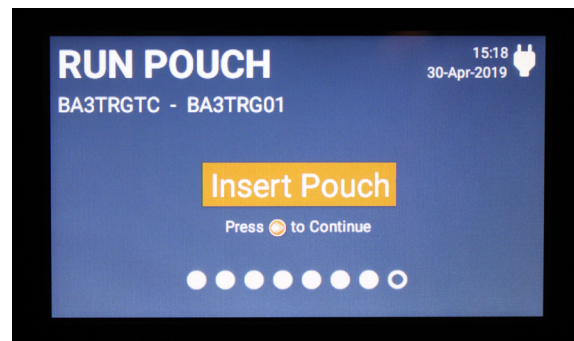 RUN POUCH
15:18
30-Apr-2019
BA3TRGTC - BA3TRG01
Insert Pouch
Press to Continue